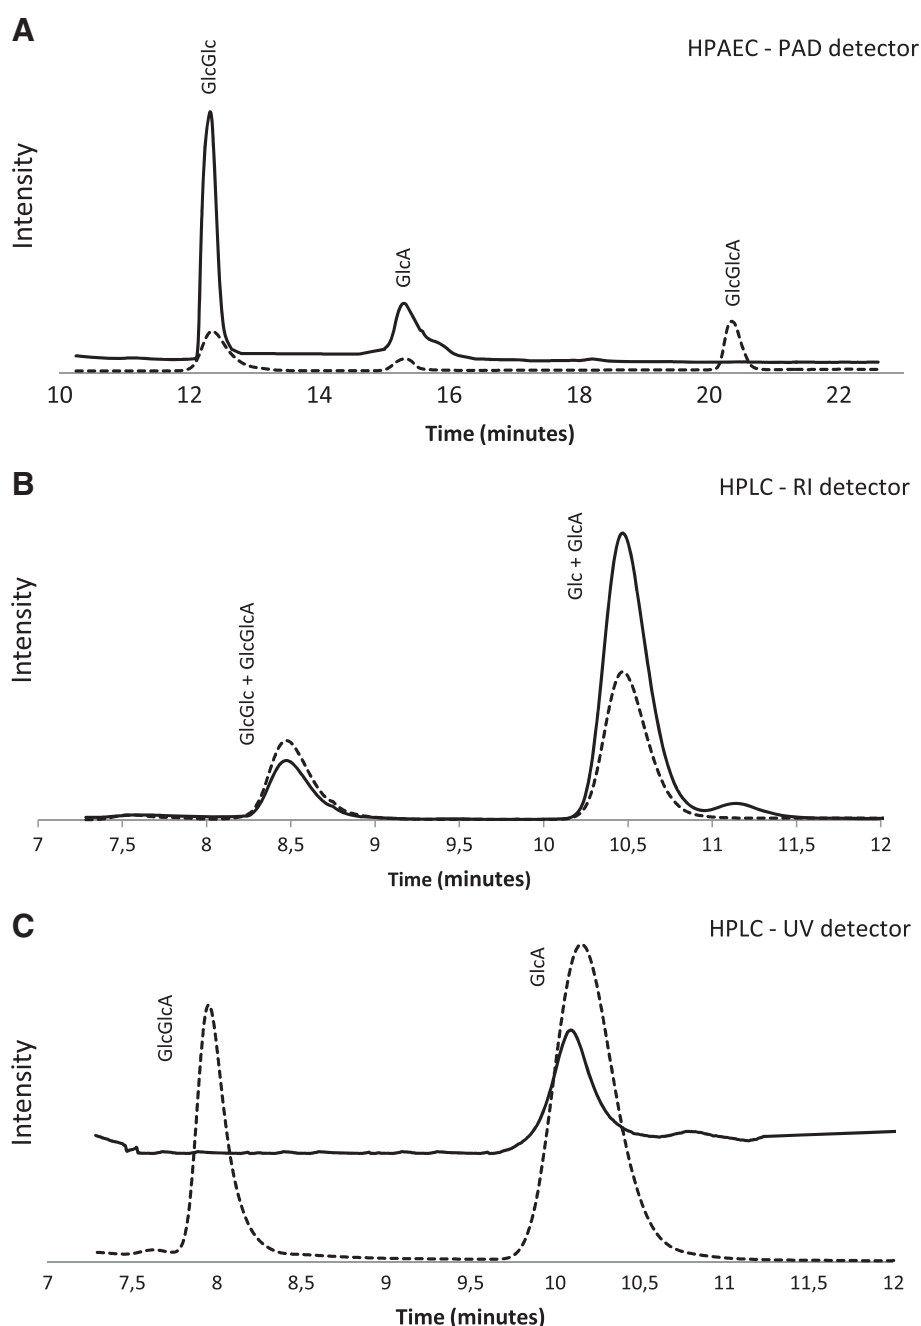 A
HPAEC - PAD detector
GlcGlc
GlcA
GlcGlcA
Intensity
10 12 14 16 18 20 22
Time (minutes)
B
HPLC - RI detector
GlcGlc + GlcGlcA
Glc + GlcA
Intensity
7 7,5 8 8,5 9 9,5 10 10,5 11 11,5 12
Time (minutes)
C
HPLC - UV detector
GlcGlcA
GlcA
Intensity
7 7,5 8 8,5 9 9,5 10 10,5 11 11,5 12
Time (minutes)